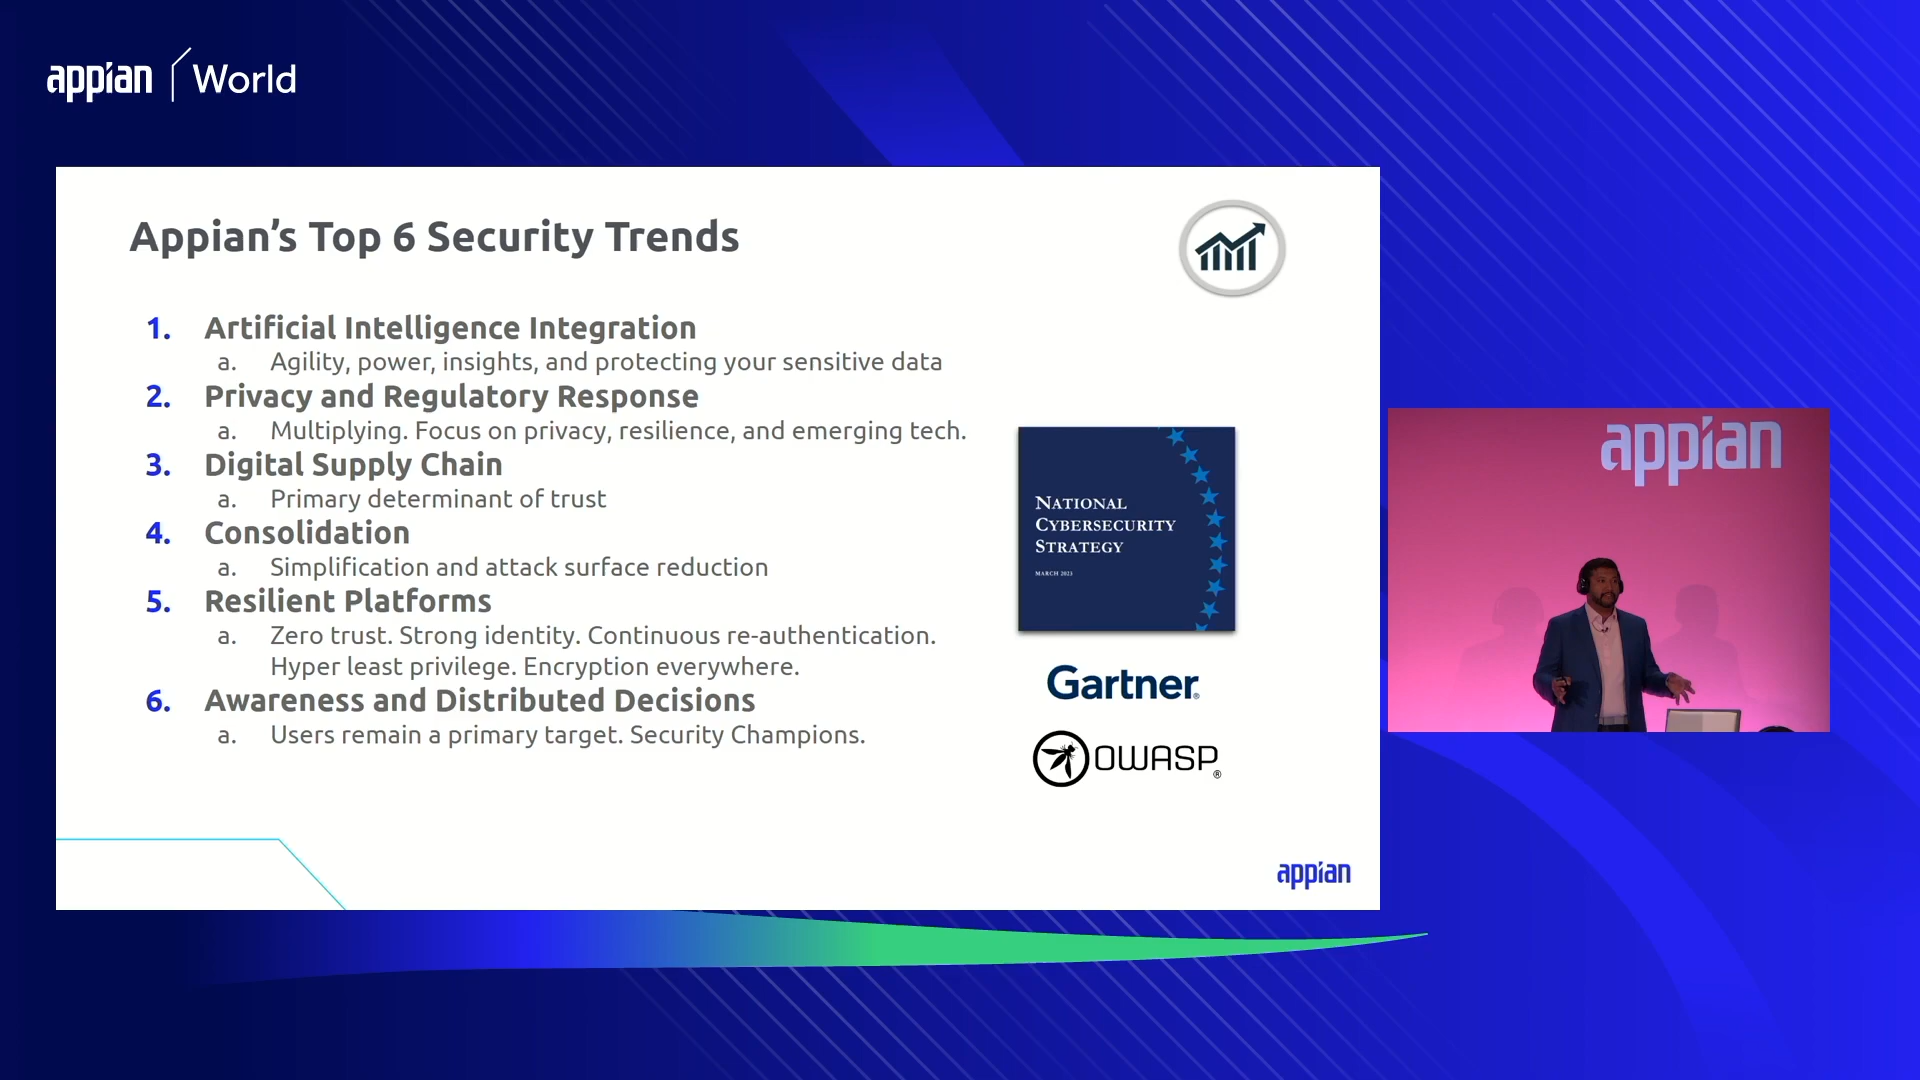 appian World
Appian’s Top 6 Security Trends
1. Artificial Intelligence Integration
a. Agility, power, insights, and protecting your sensitive data
2. Privacy and Regulatory Response
a. Multiplying. Focus on privacy, resilience, and emerging tech.
3. Digital Supply Chain
a. Primary determinant of trust
4. Consolidation
a. Simplification and attack surface reduction
5. Resilient Platforms
a. Zero trust. Strong identity. Continuous re-authentication.
Hyper least privilege. Encryption everywhere.
6. Awareness and Distributed Decisions
a. Users remain a primary target. Security Champions.
NATIONAL
CYBERSECURITY
STRATEGY
MARCH 2023
Gartner®
OWASP®
appian
appian